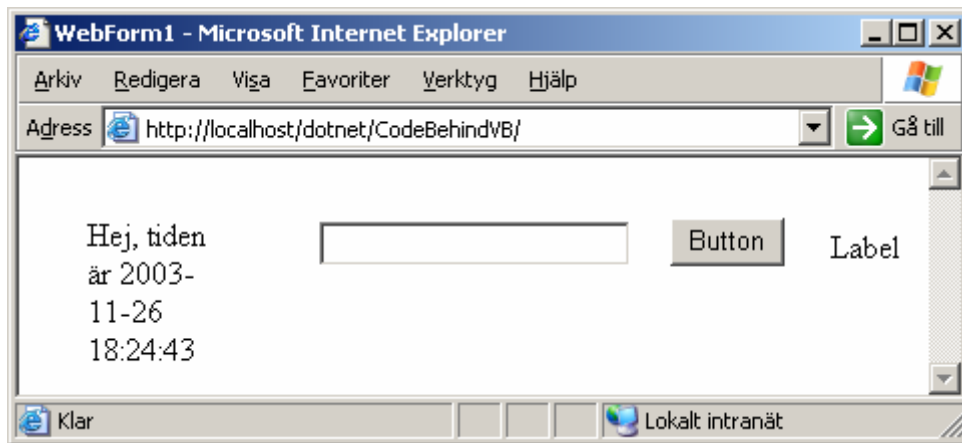 WebForm1 - Microsoft Internet Explorer
Arkiv Redigera Visa Favoriter Verktyg Hjälp
Adress http://localhost/dotnet/CodeBehindVB/ Gå till
Hej, tiden
är 2003-
11-26
18:24:43
Button
Label
Klar
Lokalt intranät